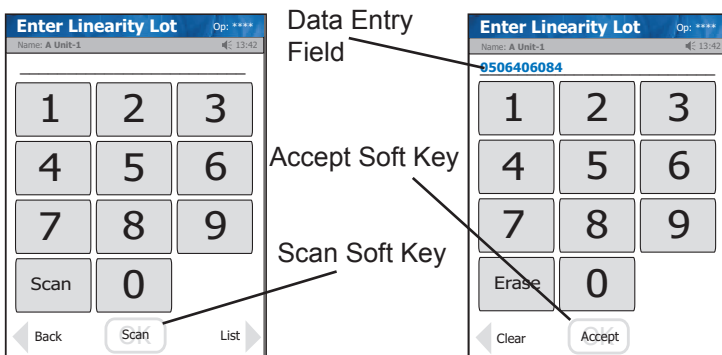 Enter Linearity Lot Op: ****
Name: A Unit-1 13:42
1 2 3
4 5 6
7 8 9
Scan 0
Back Scan List
Data Entry
Field
Accept Soft Key
Scan Soft Key
Enter Linearity Lot Op: ****
Name: A Unit-1 13:42
0506406084
1 2 3
4 5 6
7 8 9
Erase 0
Clear Accept